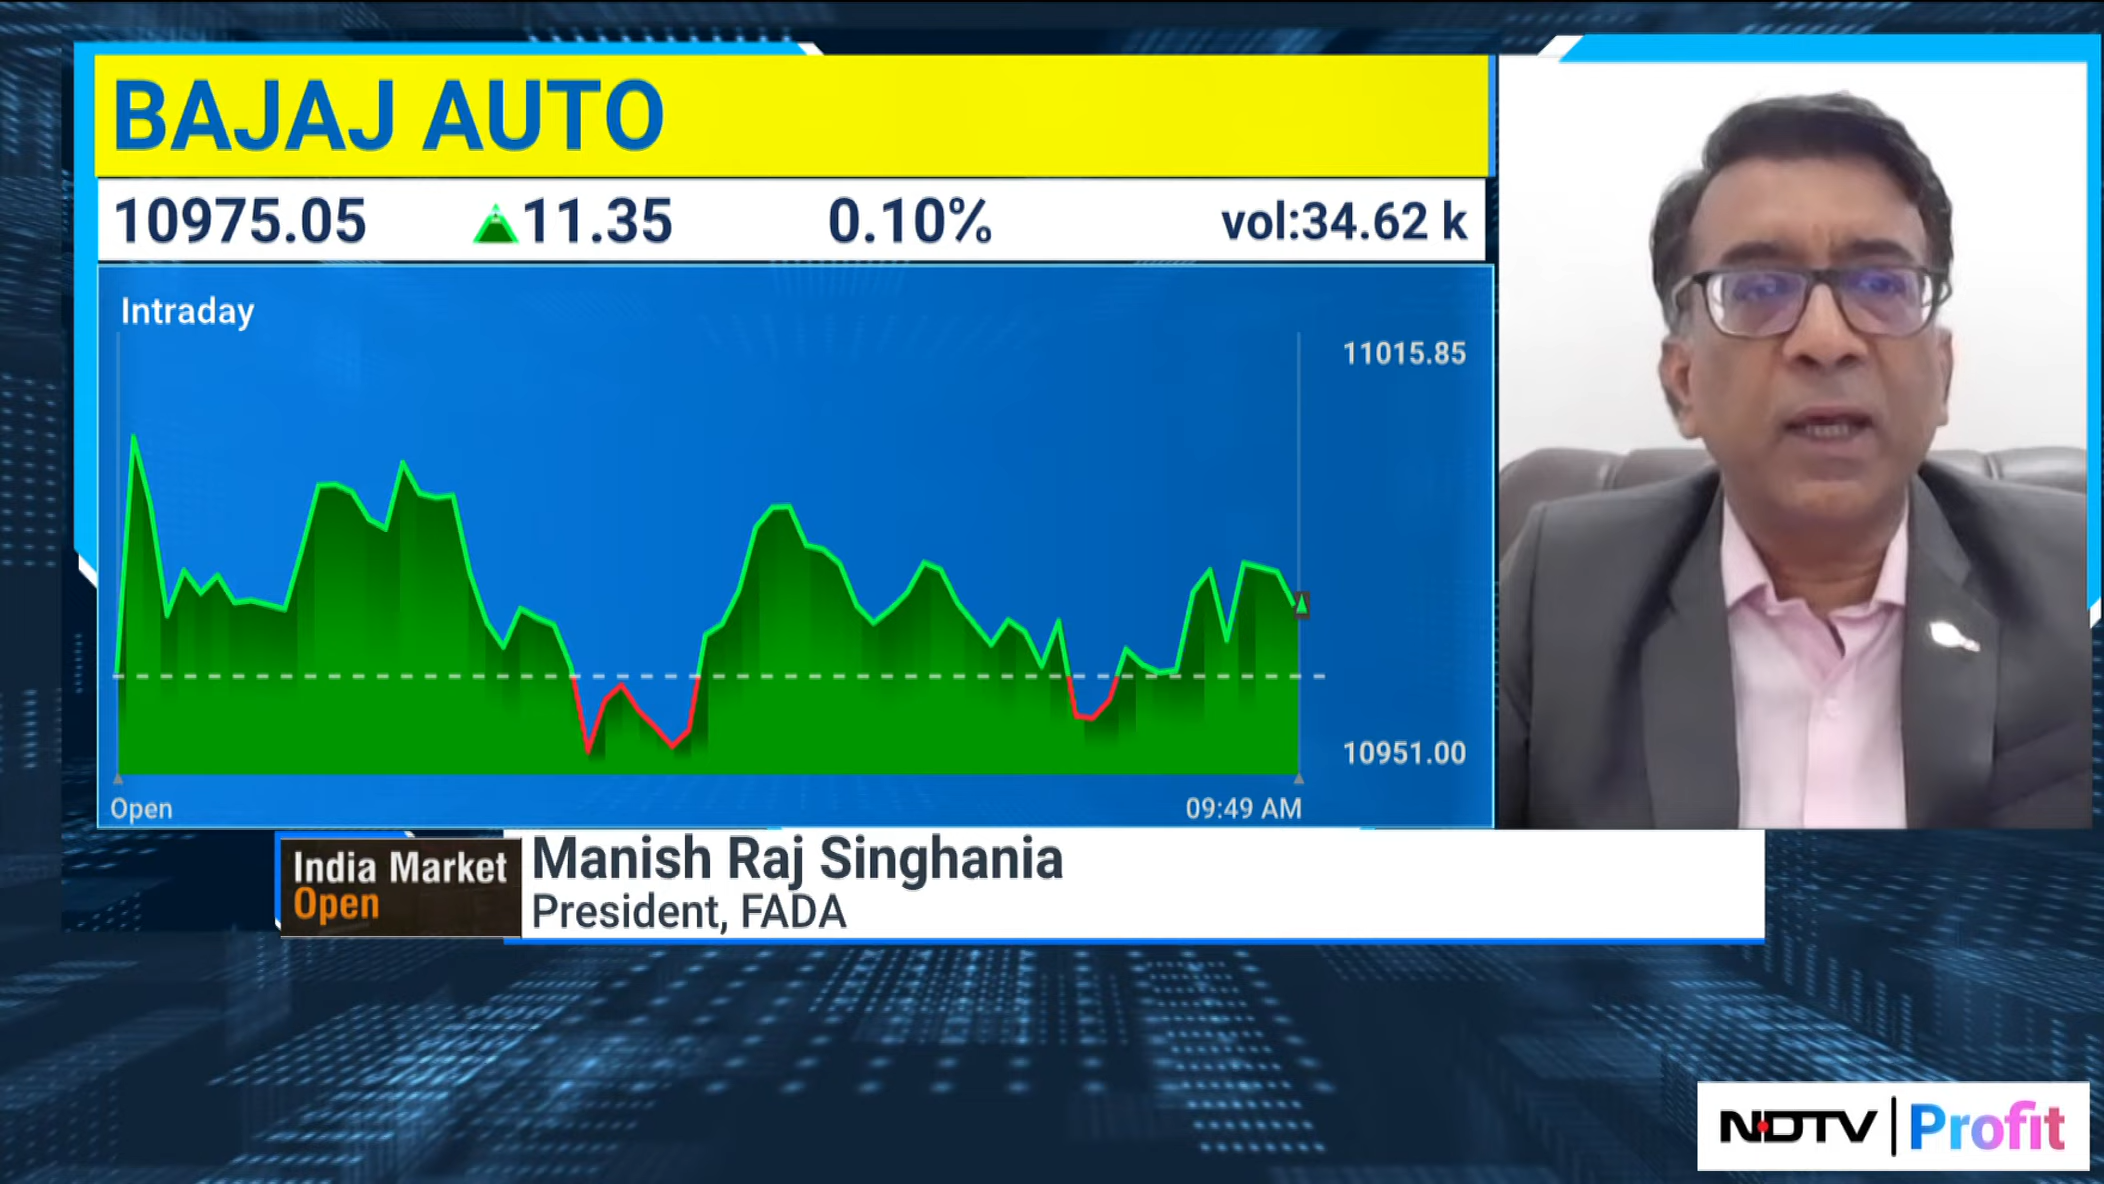 BAJAJ AUTO
10975.05 11.35 0.10% vol:34.62 k
Intraday
11015.85
10951.00
Open 09:49 AM
India Market
Open
Manish Raj Singhania
President, FADA
NDTV | Profit